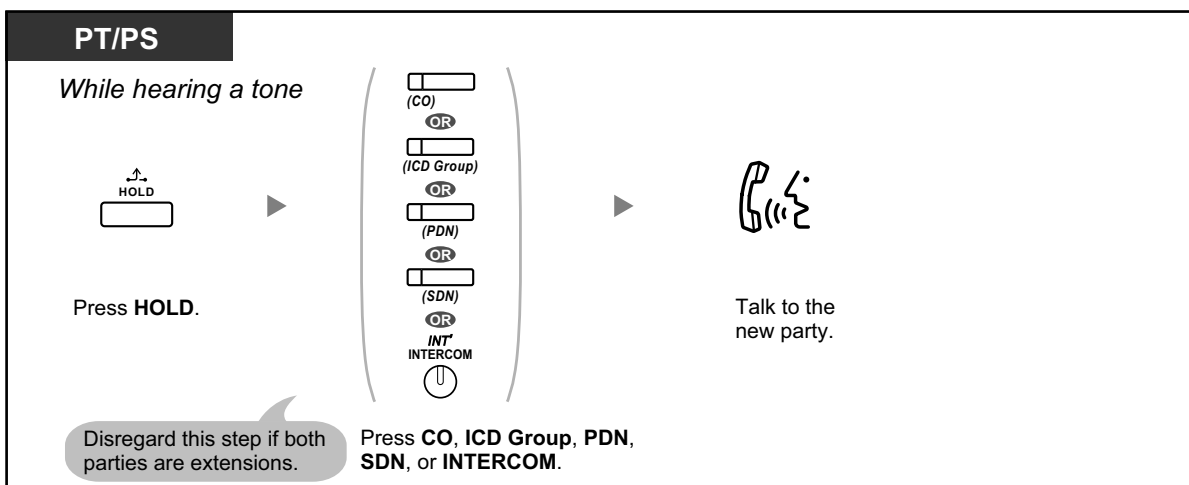 PT/PS
While hearing a tone
HOLD
Press HOLD.
(CO)
OR
(ICD Group)
OR
(PDN)
OR
(SDN)
OR
INT'
INTERCOM
Disregard this step if both
parties are extensions.
Press CO, ICD Group, PDN,
SDN, or INTERCOM.
Talk to the
new party.